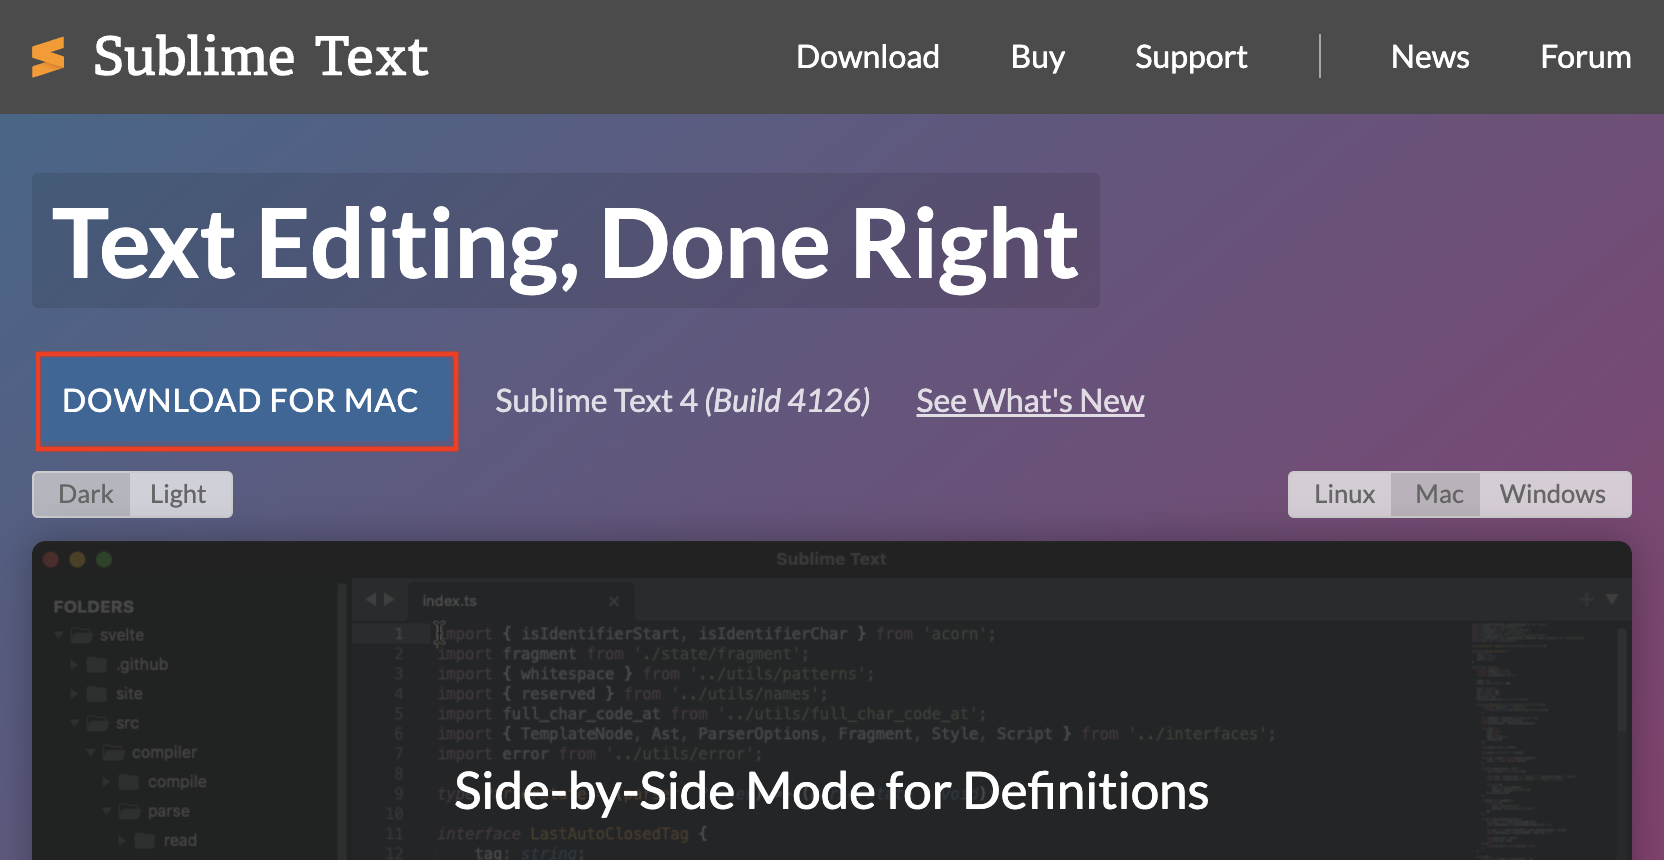 Sublime Text
Download Buy Support News Forum
Text Editing, Done Right
DOWNLOAD FOR MAC
Sublime Text 4 (Build 4126) See What's New
Dark Light
Linux Mac Windows
Sublime Text
FOLDERS
svelte
.github
site
src
compiler
compile
parse
read
index.ts
1 import { isIdentifierStart, isIdentifierChar } from 'acorn';
2 import fragment from './state/fragment';
3 import { whitespace } from '../utils/patterns';
4 import { reserved } from '../utils/names';
5 import full_char_code_at from '../utils/full_char_code_at';
6 import { TemplateNode, Ast, ParserOptions, Fragment, Style, Script } from '../interfaces';
7 import error from '../utils/error';
8
Side-by-Side Mode for Definitions
9
10
11 interface LastAutoClosedTag {
12 tag: string;